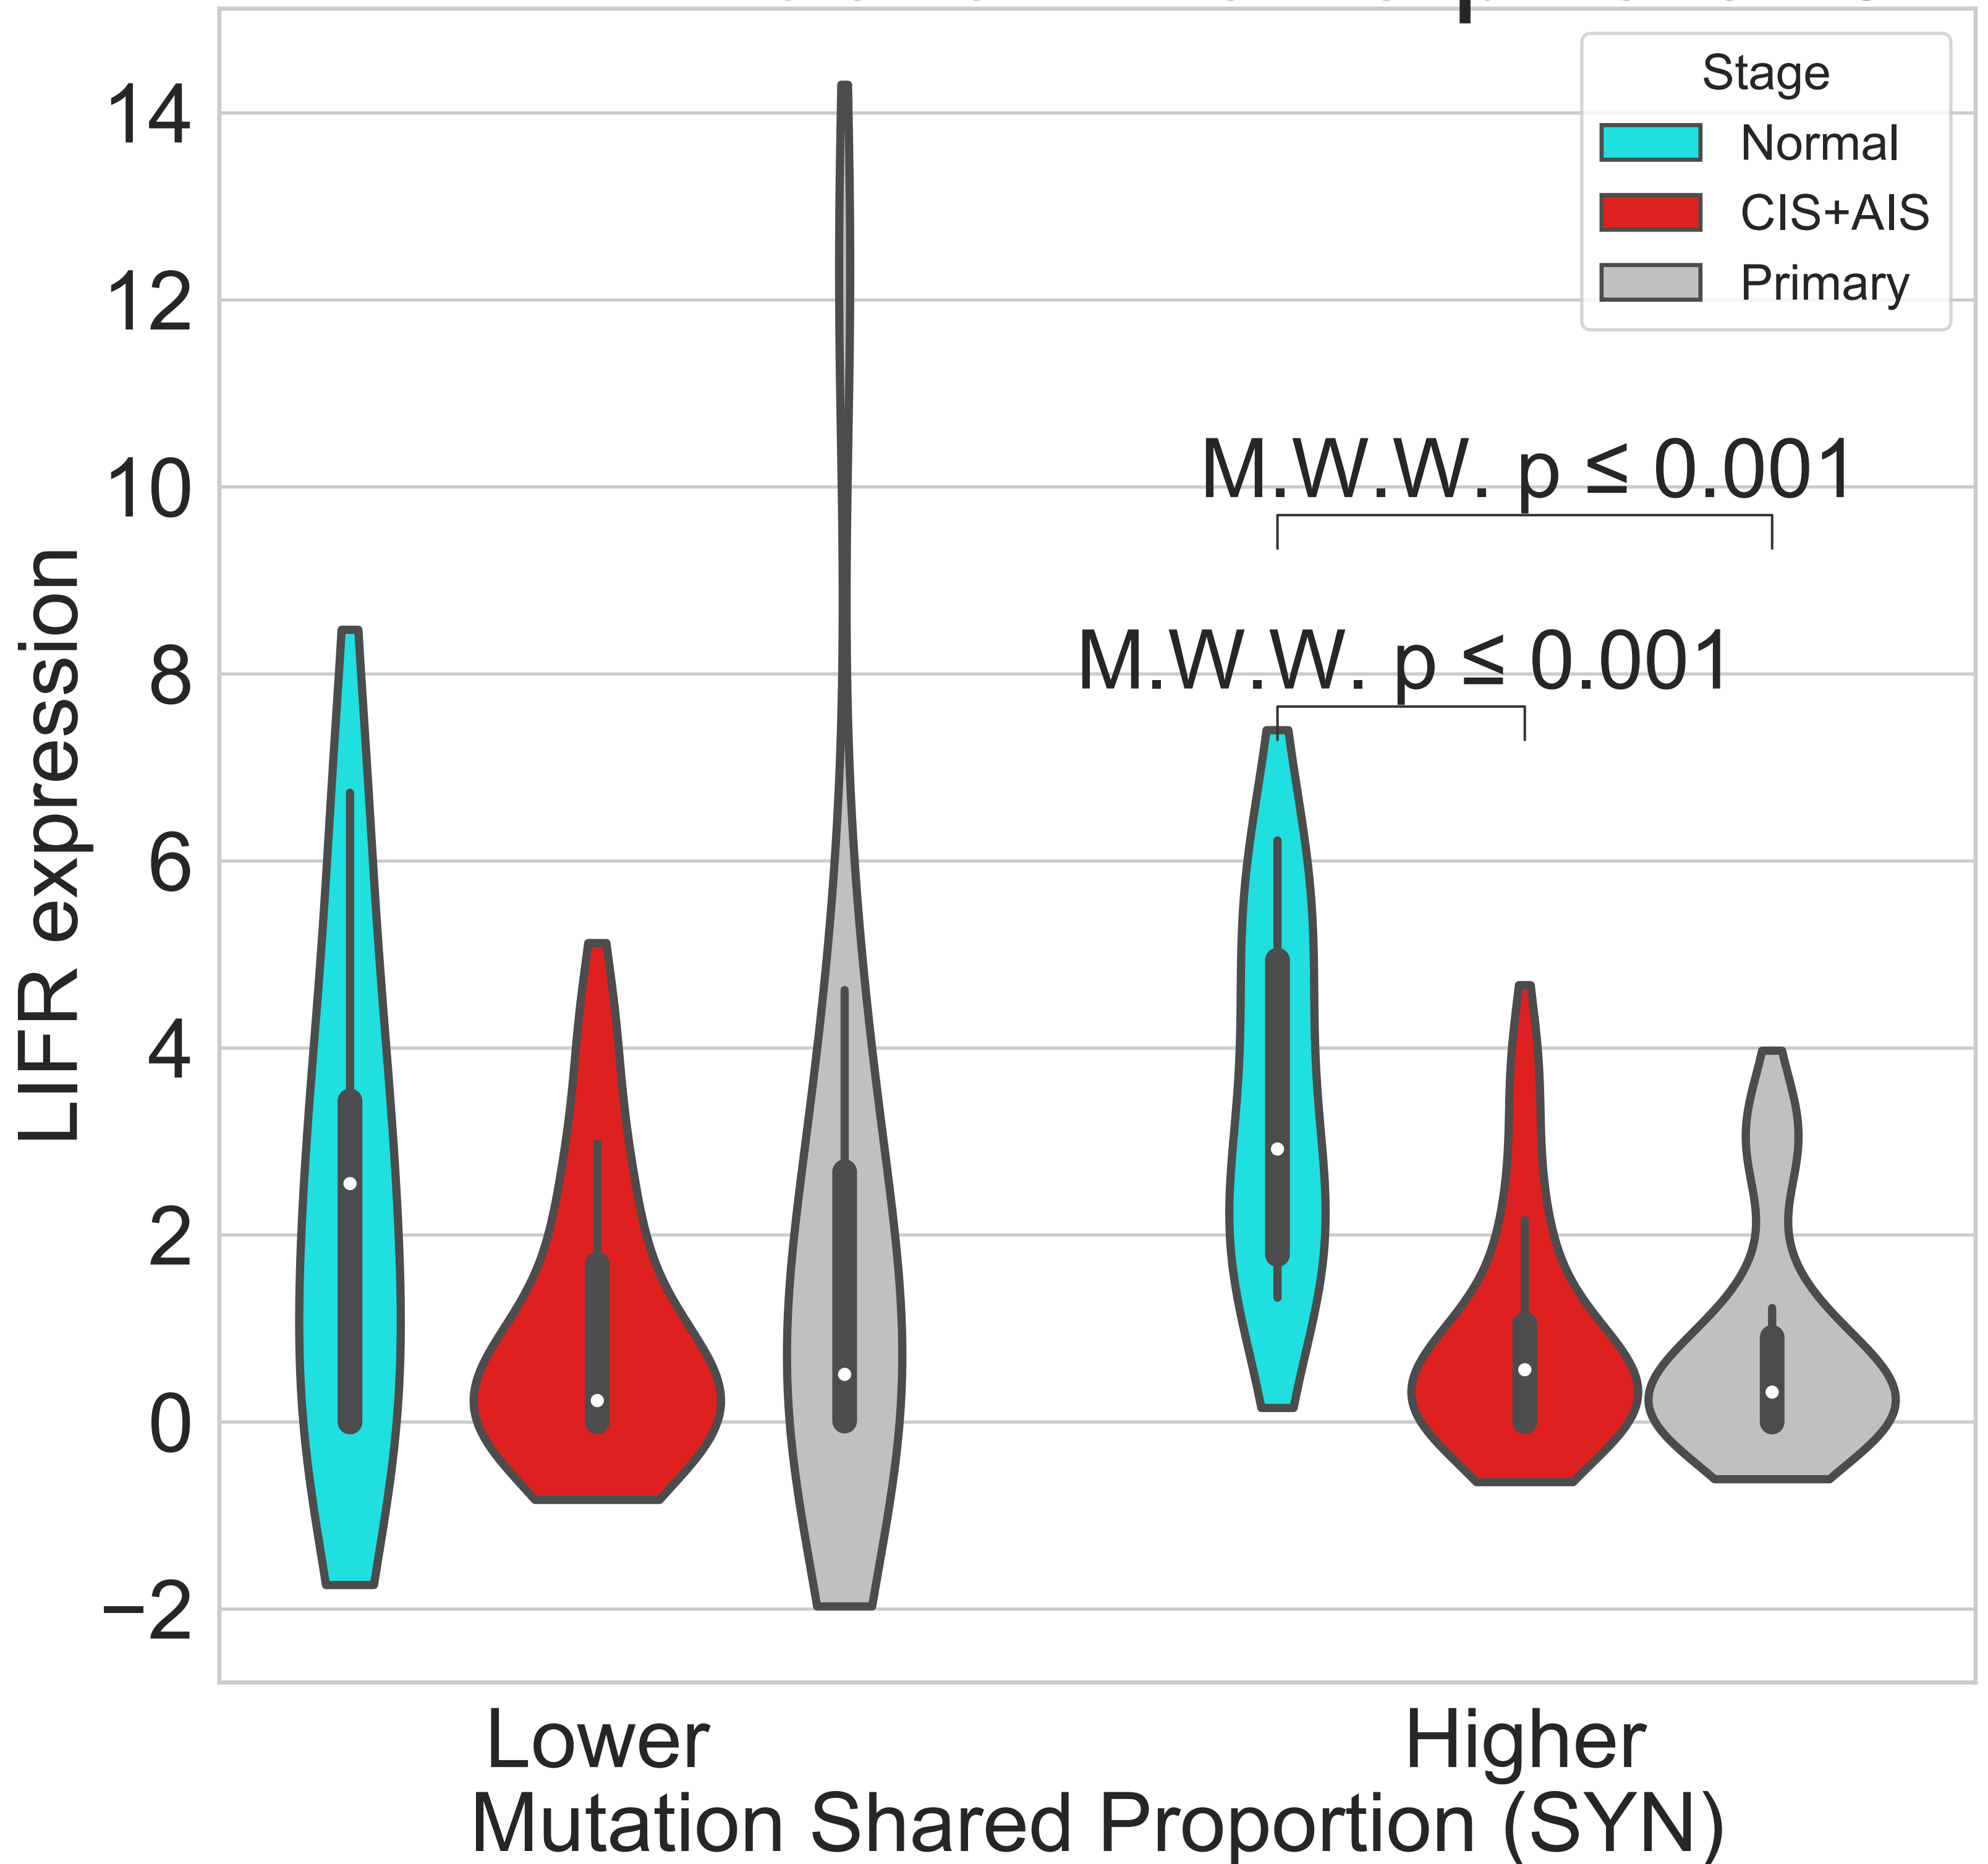 Stage
Normal
CIS+AIS
Primary
14
12
10
8
6
4
2
0
−2
LIFR expression
M.W.W. p ≤ 0.001
M.W.W. p ≤ 0.001
Lower
Higher
Mutation Shared Proportion (SYN)